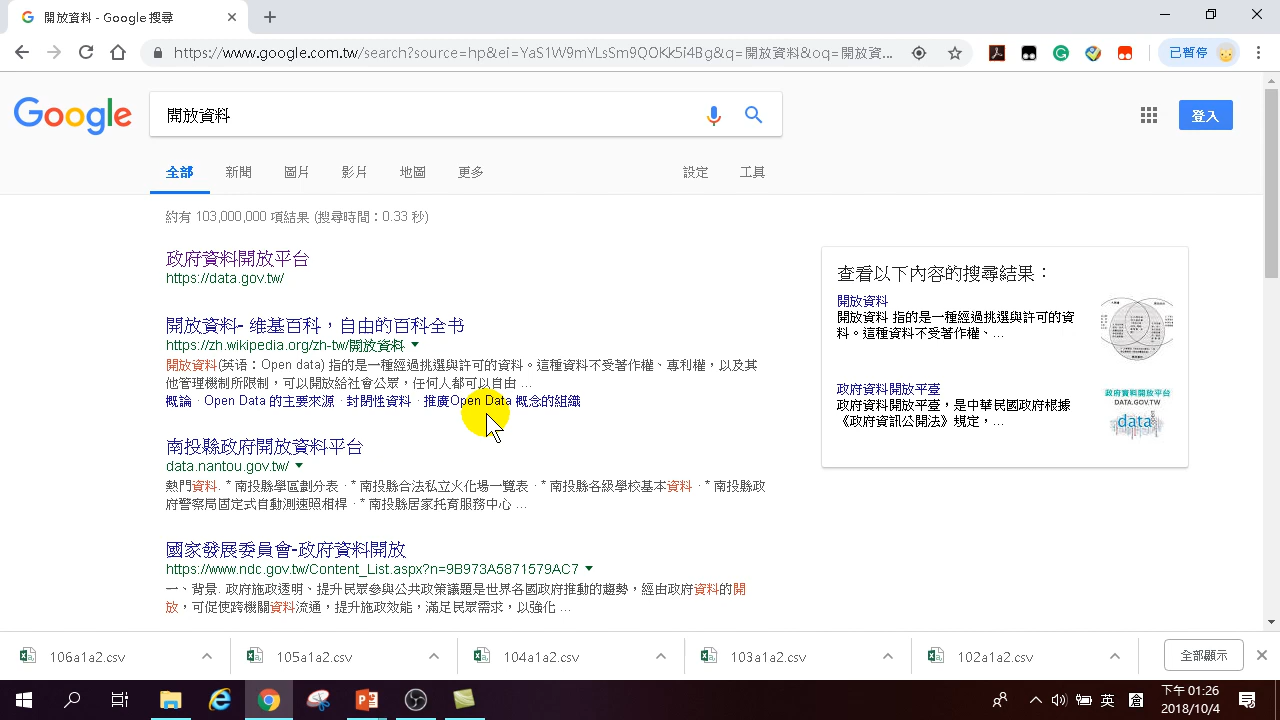 開放資料 - Google 搜尋
https://www.google.com.tw/search?source=hp&ei=YaS1W9mYLsSm9QOKk5i4Bg&q=開放資料&oq=開放資...
已暫停
Google
開放資料
登入
全部 新聞 圖片 影片 地圖 更多 設定 工具
約有 103,000,000 項結果 (搜尋時間：0.33 秒)
政府資料開放平台
https://data.gov.tw/
開放資料- 维基百科，自由的百科全书
https://zh.wikipedia.org/zh-tw/開放資料
開放資料(英语：Open data) 指的是一種經過挑選與許可的資料。這種資料不受著作權、專利權，以及其
他管理機制所限制，可以開放給社會公眾，任何人都可以自由 ...
概論 · Open Data 的主要來源 · 封閉性資料 · Open Data 概念的組織
南投縣政府開放資料平台
data.nantou.gov.tw/
熱門資料. * 南投縣學區劃分表 · * 南投縣合法私立火化場一覽表 · * 南投縣各級學校基本資料 · * 南投縣政
府警察局固定式自動測速照相桿 · * 南投縣居家托育服務中心 ...
國家發展委員會-政府資料開放
https://www.ndc.gov.tw/Content_List.aspx?n=9B973A5871579AC7
一、背景. 政府施政透明、提升民眾參與公共政策議題是世界各國政府推動的趨勢，經由政府資料的開
放，可促使跨機關資料流通，提升施政效能，滿足民眾需求，以強化 ...
查看以下內容的搜尋結果：
開放資料
開放資料 指的是一種經過挑選與許可的資
料。這種資料不受著作權、...
政府資料開放平臺
政府資料開放平臺，是中華民國政府根據
《政府資訊公開法》規定，...
政府資料開放平台
DATA.GOV.TW
data
106a1a2.csv
105a1a2.csv
104a1a2.csv
103a1a2.csv
102a1a2.csv
全部顯示
英
下午 01:26
2018/10/4